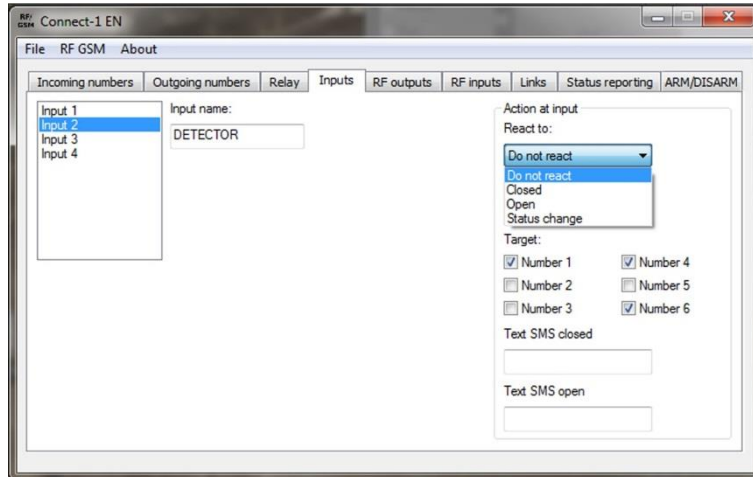 RF/
GSM Connect-1 EN
File RF GSM About
Incoming numbers Outgoing numbers Relay Inputs RF outputs RF inputs Links Status reporting ARM/DISARM
Input 1
Input 2
Input 3
Input 4
Input name:
DETECTOR
Action at input
React to:
Do not react
Do not react
Closed
Open
Status change
Target:
Number 1 Number 4
Number 2 Number 5
Number 3 Number 6
Text SMS closed
Text SMS open